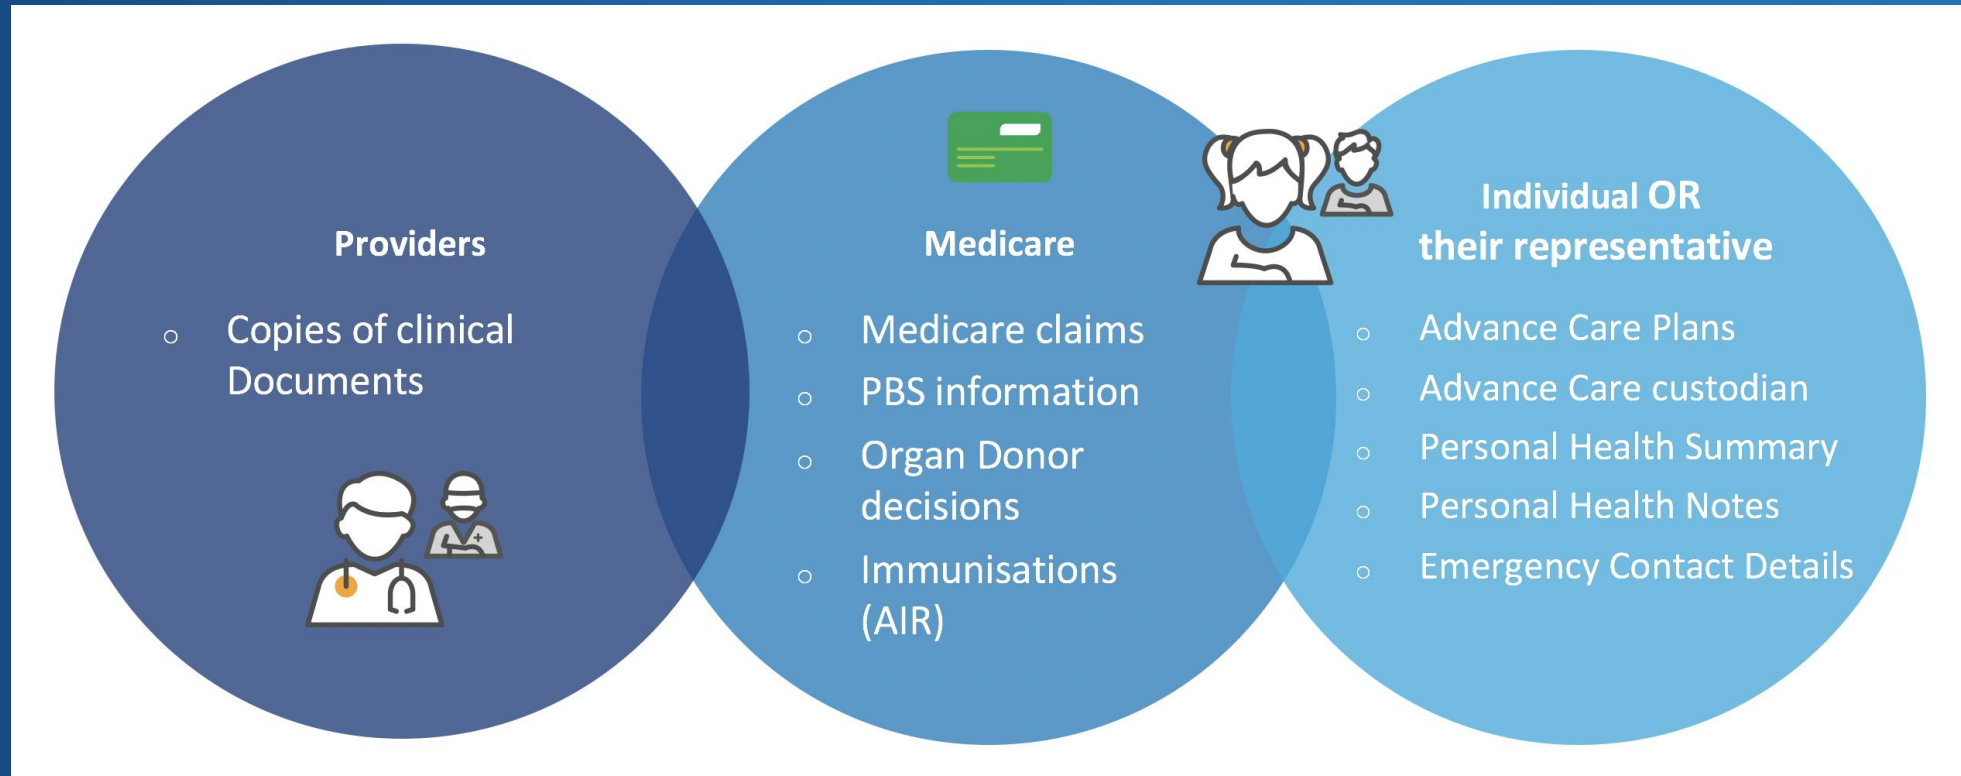 Providers
Copies of clinical
Documents
Medicare
Medicare claims
PBS information
Organ Donor
decisions
Immunisations
(AIR)
Individual OR
their representative
Advance Care Plans
Advance Care custodian
Personal Health Summary
Personal Health Notes
Emergency Contact Details